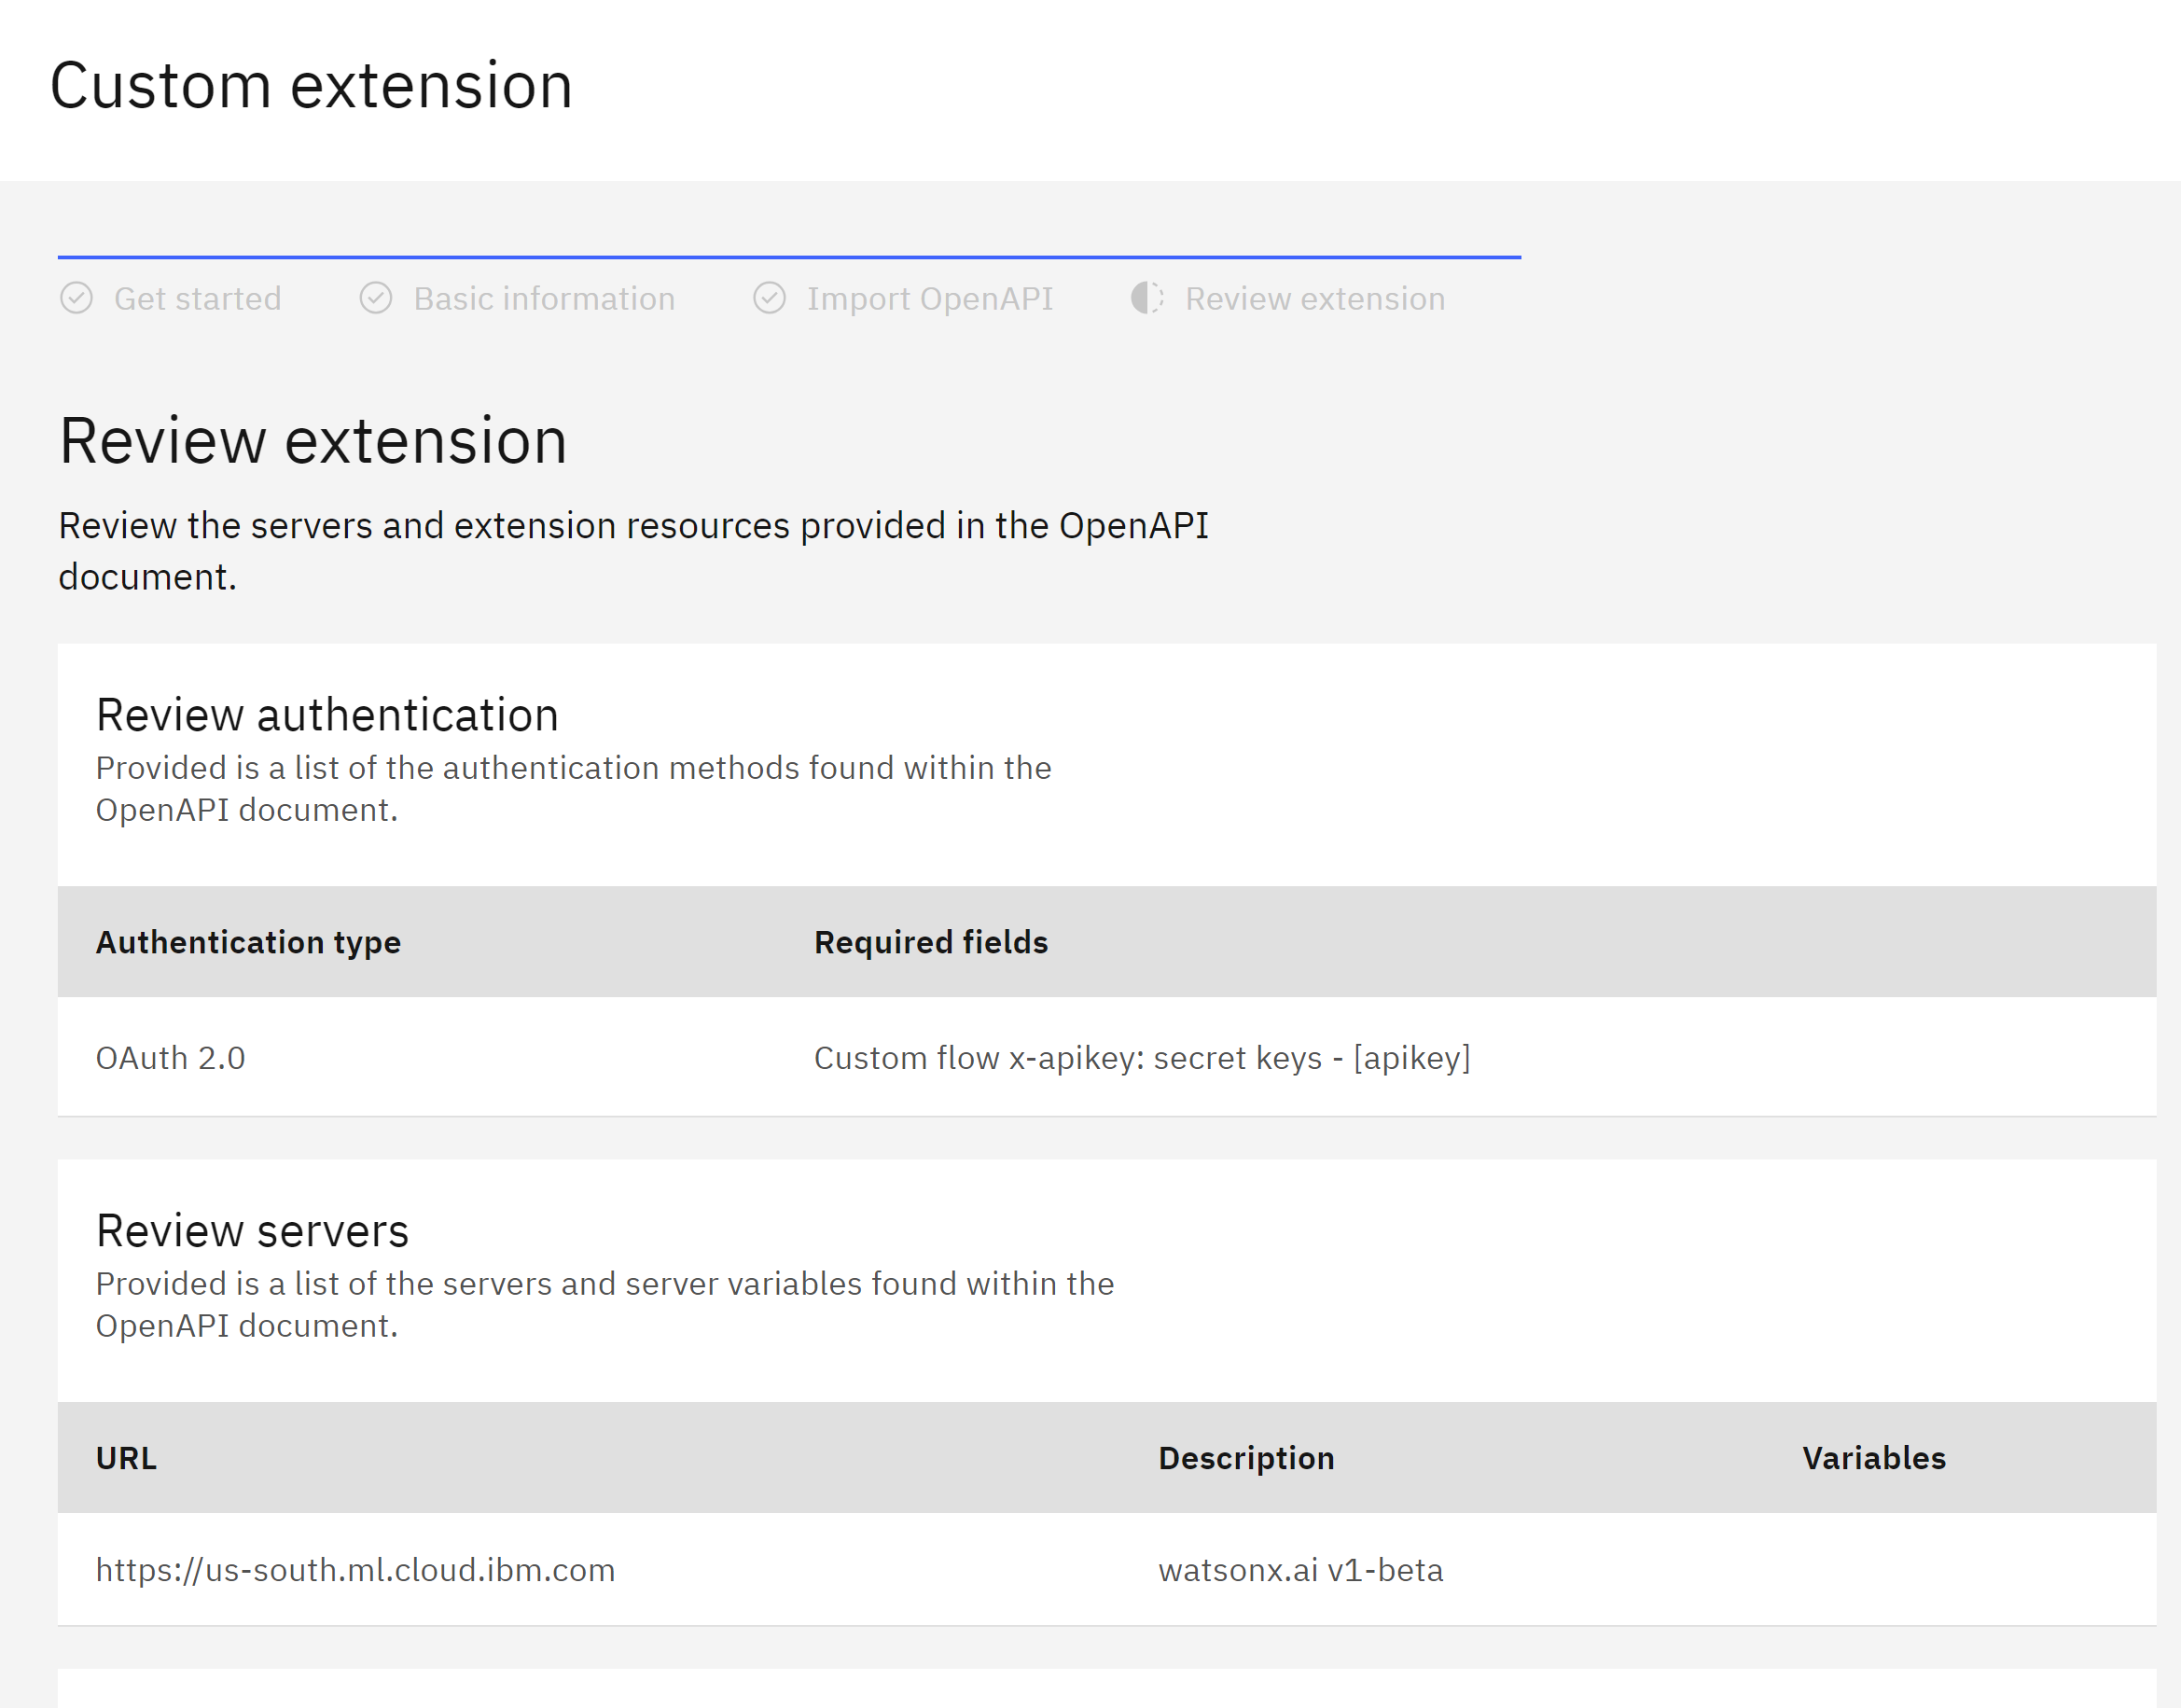 Custom extension
Get started
Basic information
Import OpenAPI
Review extension
Review extension
Review the servers and extension resources provided in the OpenAPI
document.
Review authentication
Provided is a list of the authentication methods found within the
OpenAPI document.
Authentication type
Required fields
OAuth 2.0
Custom flow x-apikey: secret keys - [apikey]
Review servers
Provided is a list of the servers and server variables found within the
OpenAPI document.
URL
Description
Variables
https://us-south.ml.cloud.ibm.com
watsonx.ai v1-beta